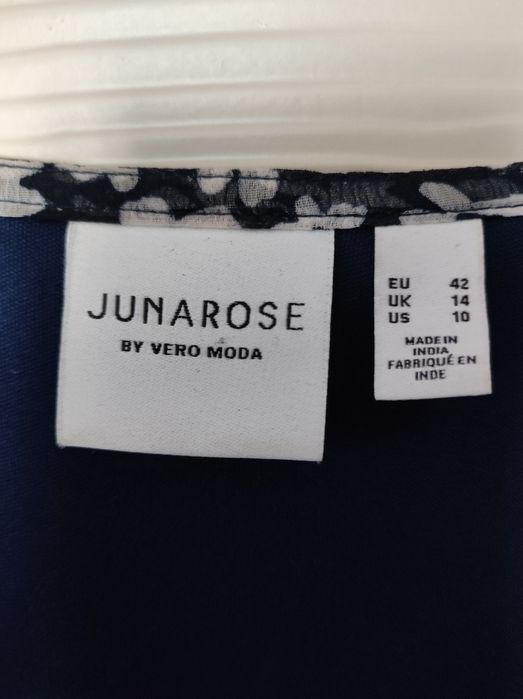 JUNAROSE
BY VERO MODA
EU 42
UK 14
US 10
MADE IN
INDIA
FABRIQUÉ EN
INDE